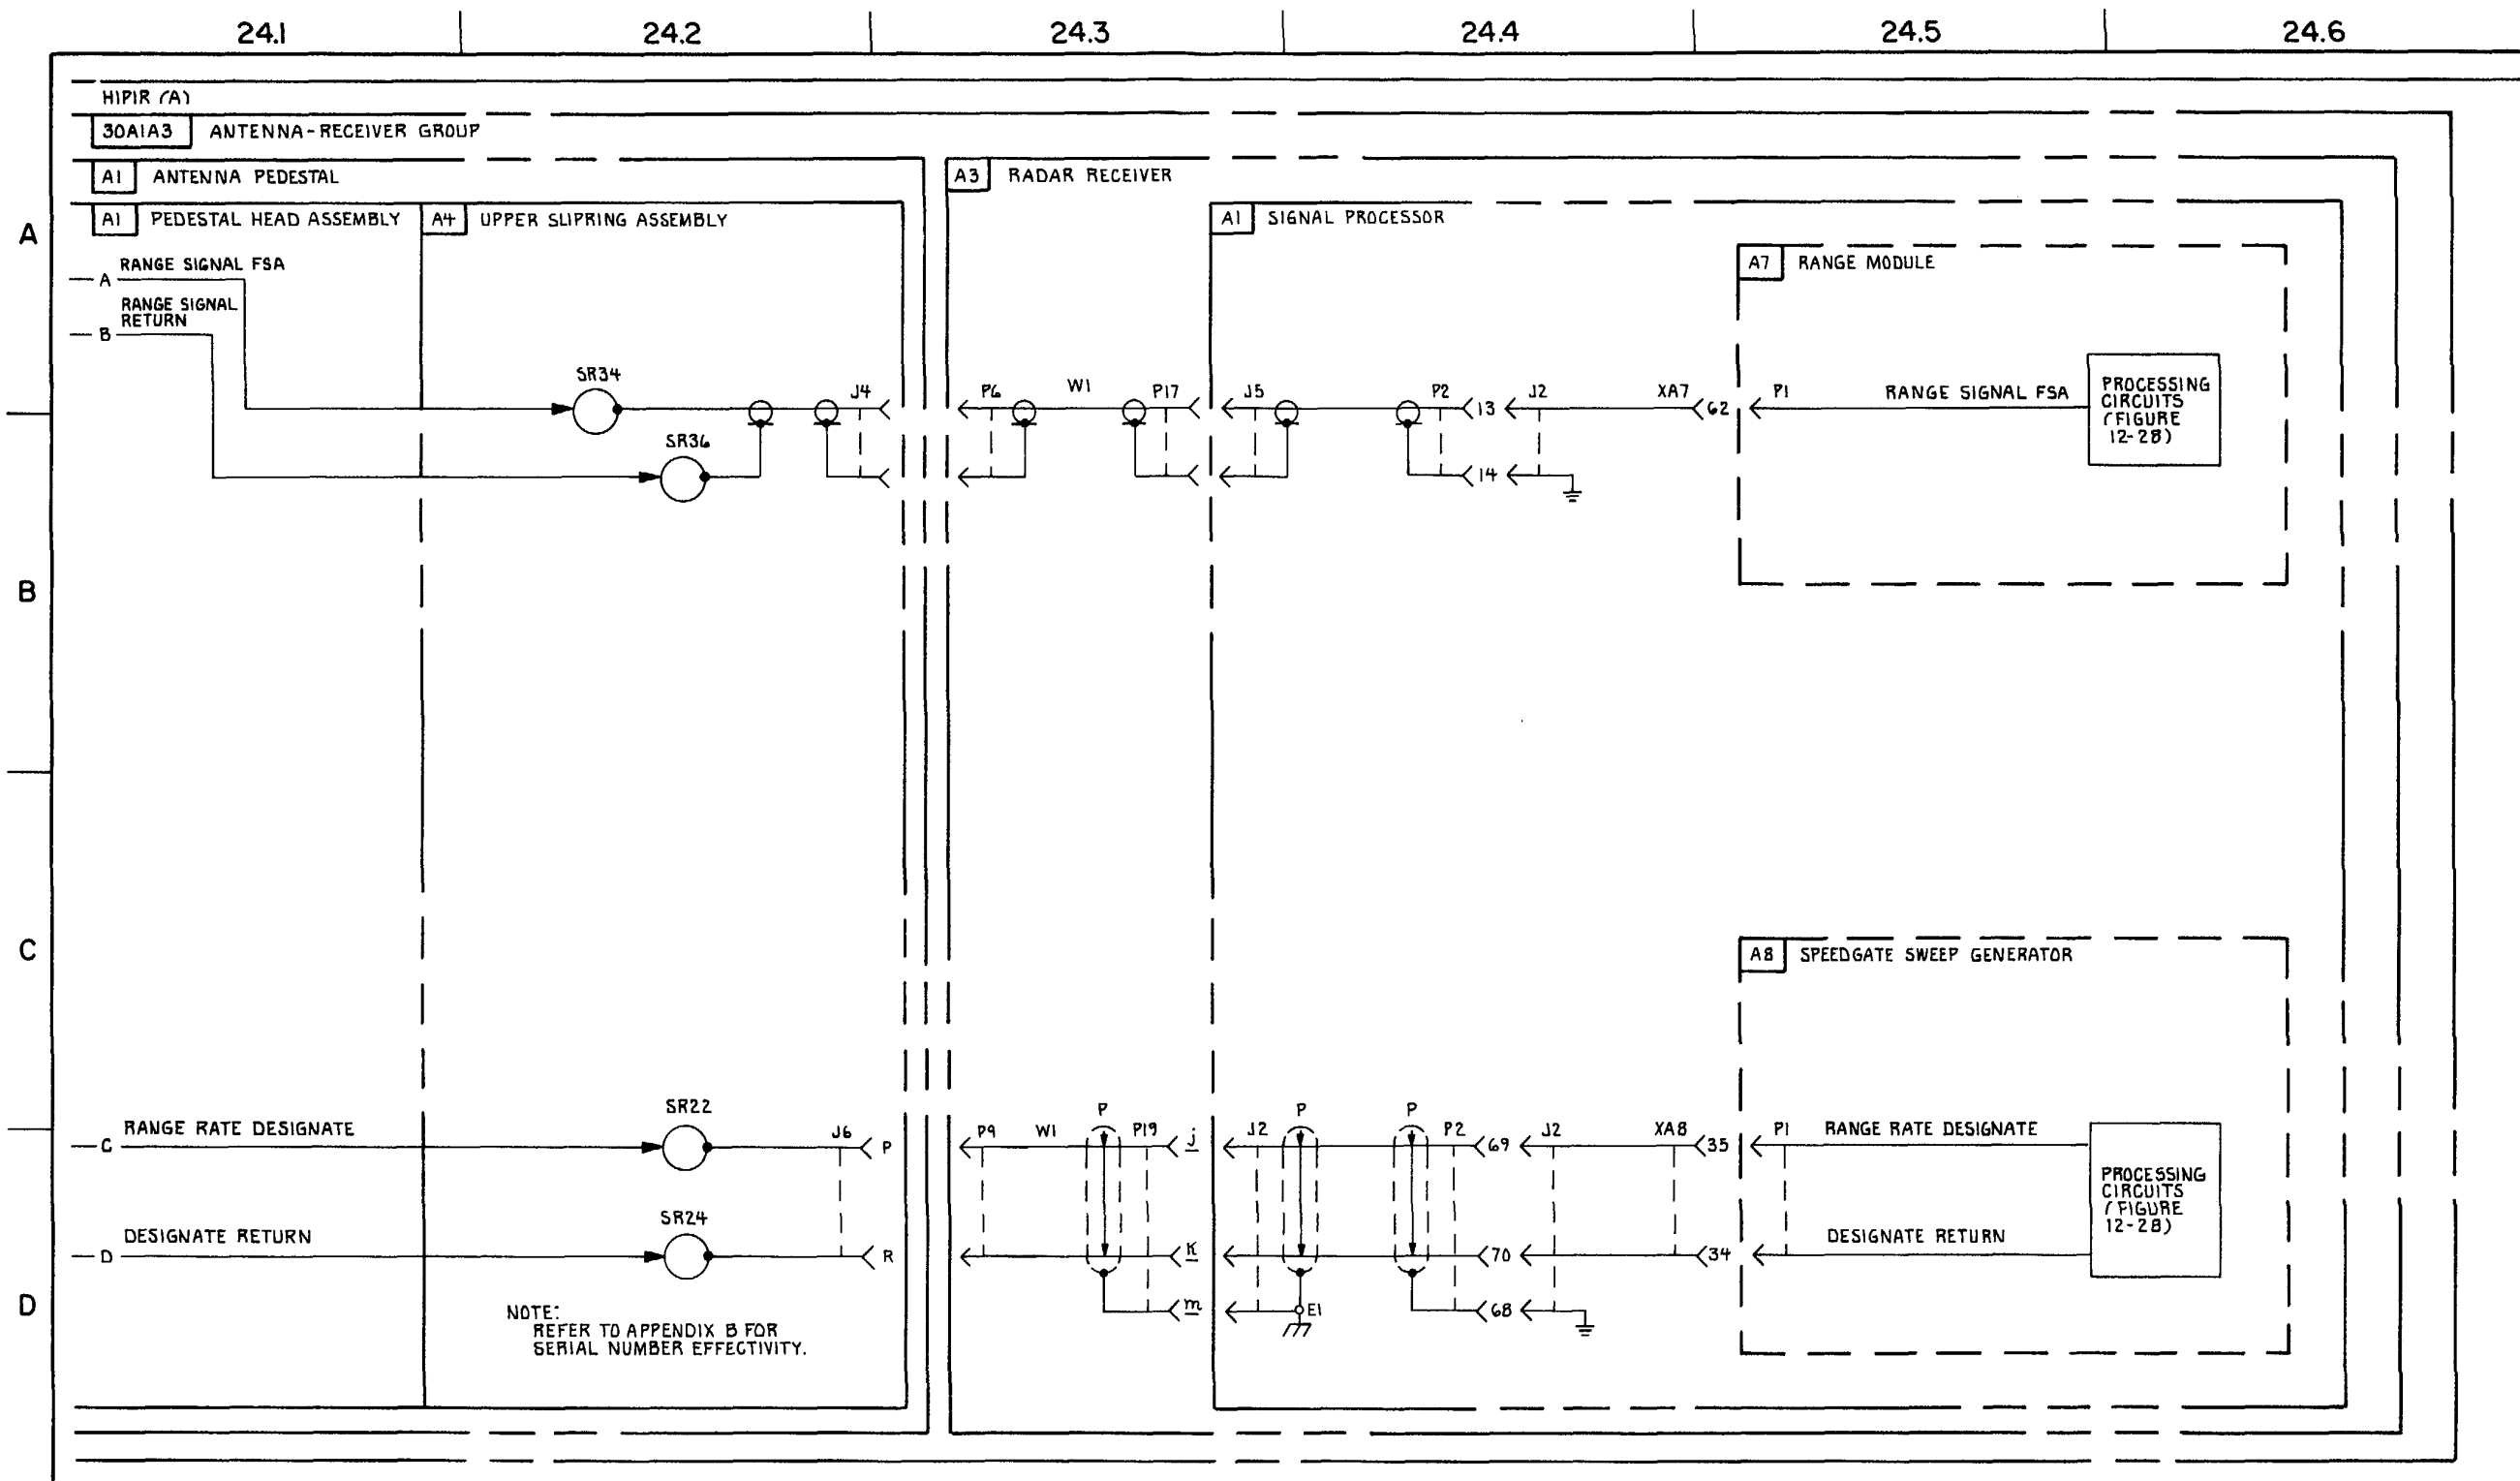 24.1 24.2 24.3 24.4 24.5 24.6
HIPIR (A)
30A1A3 ANTENNA-RECEIVER GROUP
A1 ANTENNA PEDESTAL
A3 RADAR RECEIVER
A1 PEDESTAL HEAD ASSEMBLY
A4 UPPER SLIPRING ASSEMBLY
A1 SIGNAL PROCESSOR
A
A7 RANGE MODULE
RANGE SIGNAL FSA
A
RANGE SIGNAL
RETURN
B
SR34
J4
P6
W1
P17
J5
P2
13
J2
XA7
62
P1
RANGE SIGNAL FSA
PROCESSING
CIRCUITS
(FIGURE
12-28)
SR36
14
B
C
A8 SPEEDGATE SWEEP GENERATOR
SR22
RANGE RATE DESIGNATE
C
J6
P
P9
W1
P
P19
j
J2
P
P
P2
69
J2
XA8
35
P1
RANGE RATE DESIGNATE
PROCESSING
CIRCUITS
(FIGURE
12-28)
SR24
DESIGNATE RETURN
D
R
k
70
34
DESIGNATE RETURN
D
m
E1
68
NOTE:
REFER TO APPENDIX B FOR
SERIAL NUMBER EFFECTIVITY.